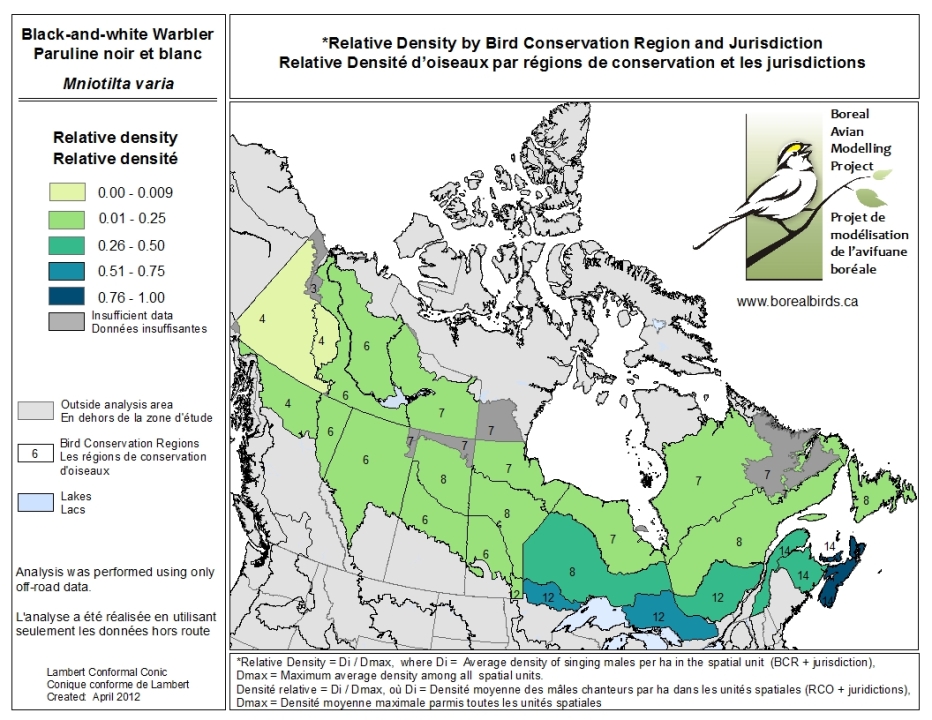 Black-and-white Warbler
Paruline noir et blanc
Mniotilta varia
Relative density
Relative densité
0.00 - 0.009
0.01 - 0.25
0.26 - 0.50
0.51 - 0.75
0.76 - 1.00
Insufficient data
Données insuffisantes
Outside analysis area
En dehors de la zone d'étude
6
Bird Conservation Regions
Les régions de conservation
d'oiseaux
Lakes
Lacs
Analysis was performed using only
off-road data.
L'analyse a été réalisée en utilisant
seulement les données hors route
Lambert Conformal Conic
Conique conforme de Lambert
Created: April 2012
*Relative Density by Bird Conservation Region and Jurisdiction
Relative Densité d'oiseaux par régions de conservation et les jurisdictions
Boreal
Avian
Modelling
Project
Projet de
modélisation
de l'avifuane
boréale
www.borealbirds.ca
3
4
4
6
4
6
6
7
7
7
7
6
6
8
7
8
6
6
2
7
8
12
12
7
8
12
7
8
14
14
14
*Relative Density = Di / Dmax, where Di = Average density of singing males per ha in the spatial unit (BCR + jurisdiction),
Dmax = Maximum average density among all spatial units.
Densité relative = Di / Dmax, où Di = Densité moyenne des mâles chanteurs par ha dans les unités spatiales (RCO + juridictions),
Dmax = Densité moyenne maximale parmis toutes les unités spatiales